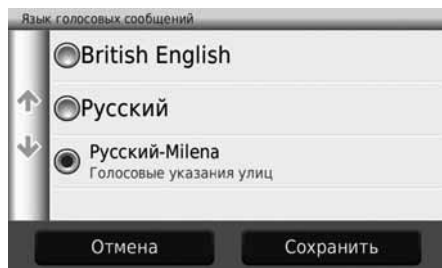 Язык голосовых сообщений
British English
Русский
Русский-Milena
Голосовые указания улиц
Отмена
Сохранить